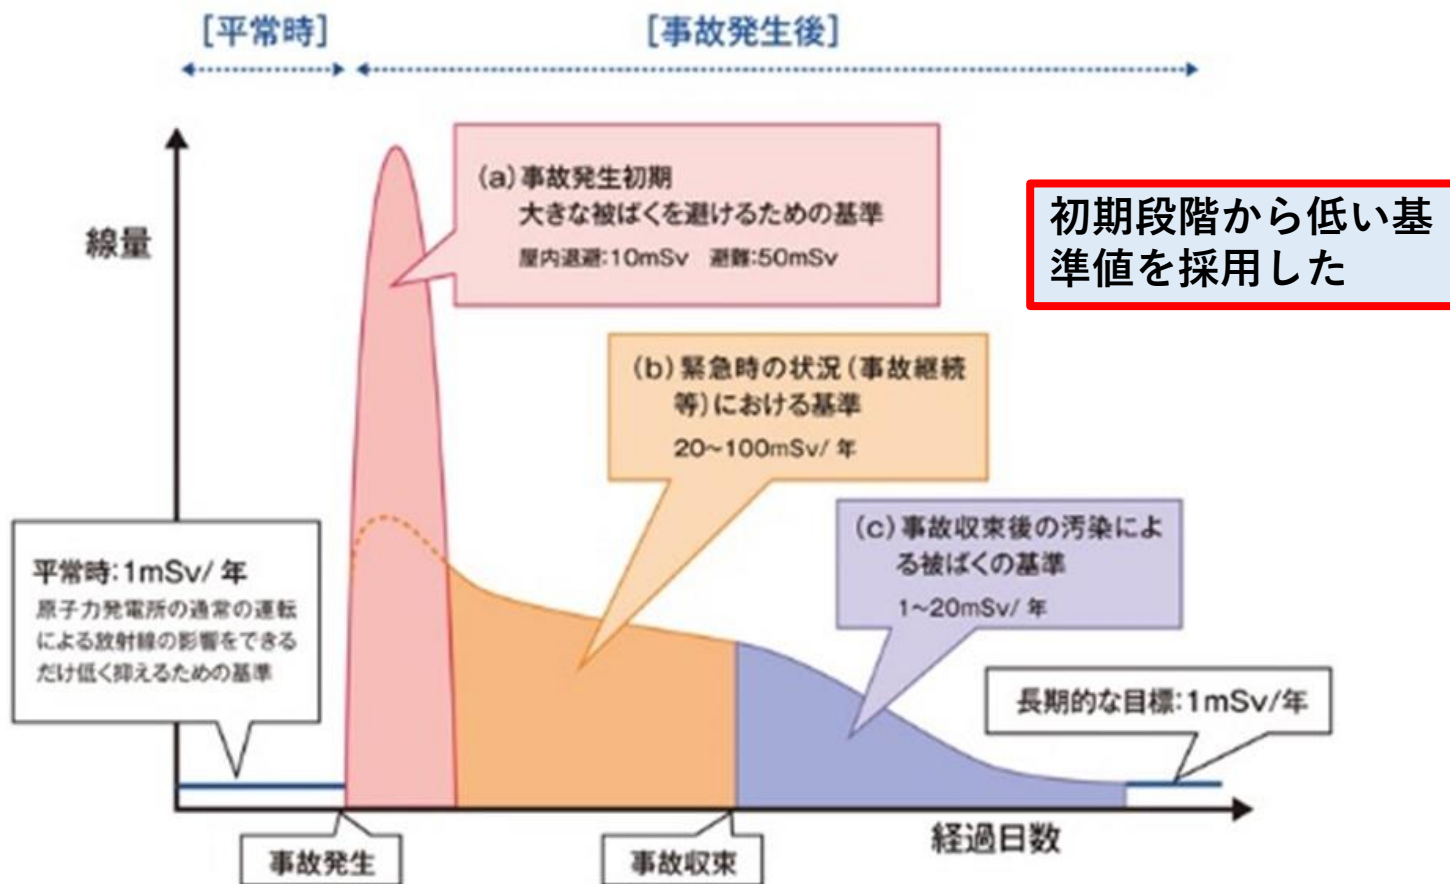 [平常時]
[事故発生後]
線量
(a)事故発生初期
大きな被ばくを避けるための基準
屋内退避:10mSv 避難:50mSv
初期段階から低い基
準値を採用した
(b)緊急時の状況(事故継続
等)における基準
20~100mSv/ 年
(c)事故収束後の汚染によ
る被ばくの基準
1~20mSv/ 年
平常時:1mSv/ 年
原子力発電所の通常の運転
による放射線の影響をできる
だけ低く抑えるための基準
長期的な目標:1mSv/年
事故発生
事故収束
経過日数